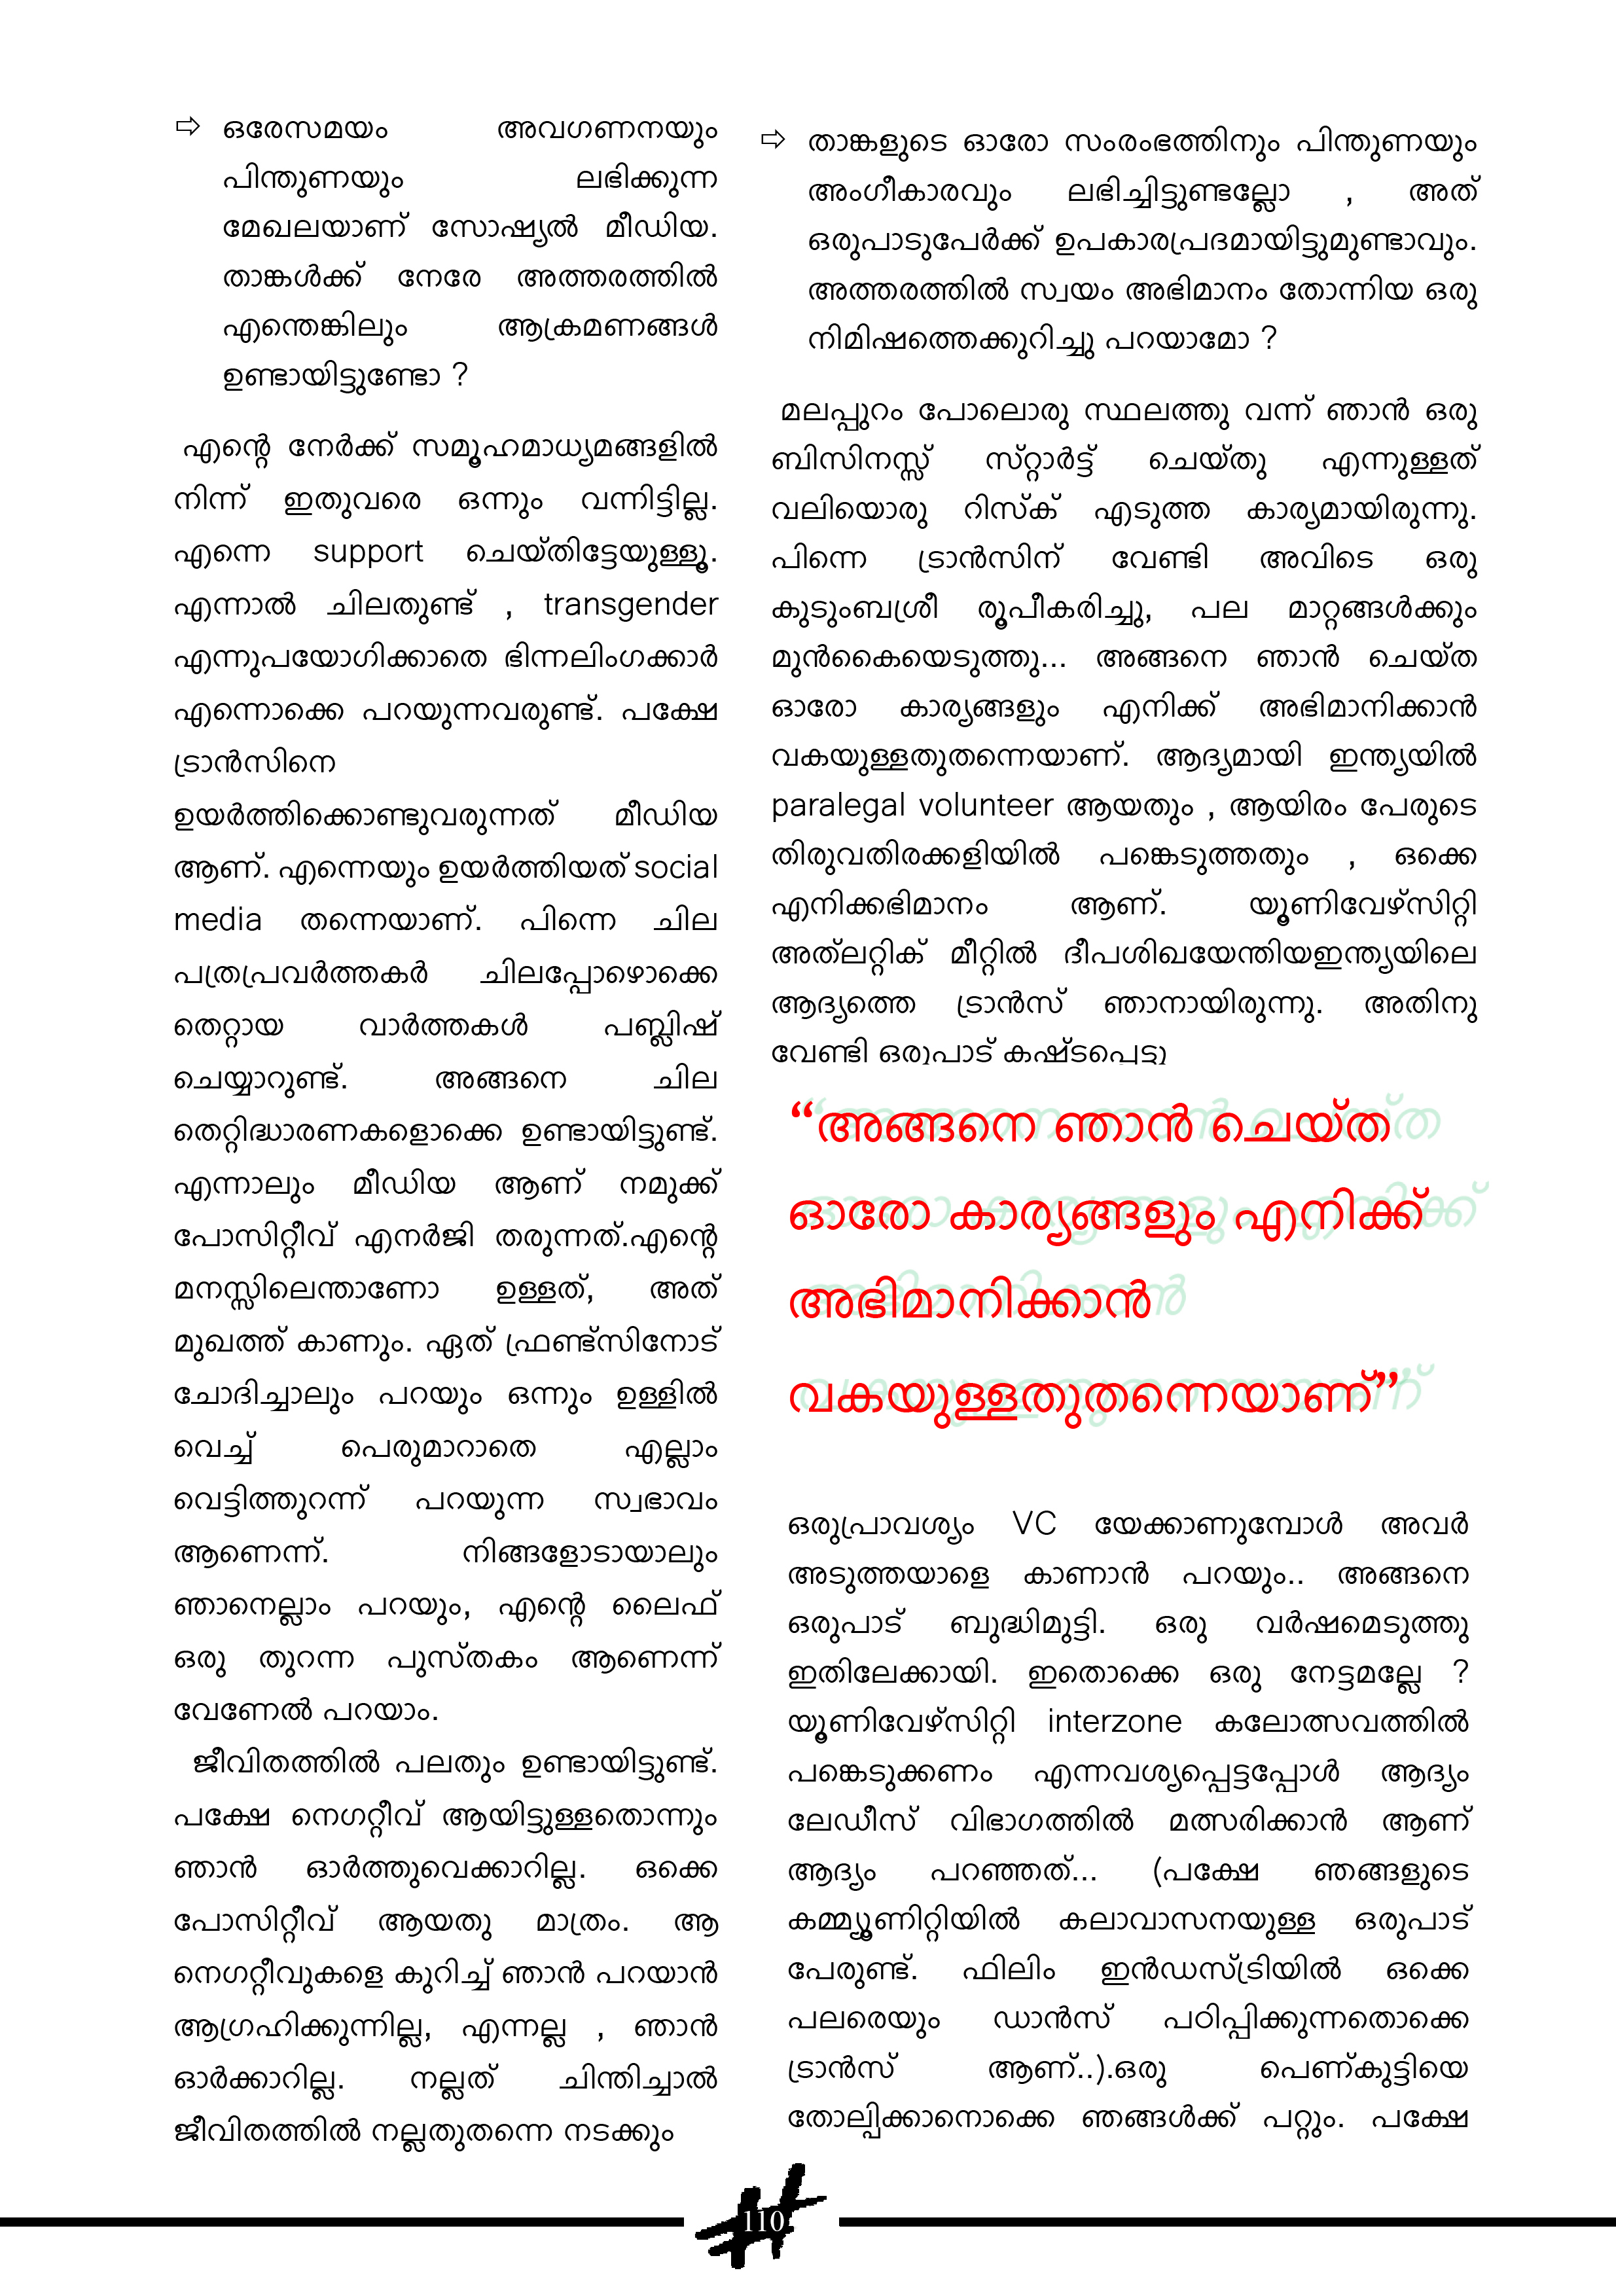 ⇨ ഒരേസമയം അവഗണനയും
പിന്തുണയും ലഭിക്കുന്ന
മേഖലയാണ് സോഷ്യൽ മീഡിയ.
താങ്കൾക്ക് നേരേ അത്തരത്തിൽ
എന്തെങ്കിലും ആക്രമണങ്ങൾ
ഉണ്ടായിട്ടുണ്ടോ ?
എന്റെ നേർക്ക് സമൂഹമാധ്യമങ്ങളിൽ
നിന്ന് ഇതുവരെ ഒന്നും വന്നിട്ടില്ല.
എന്നെ support ചെയ്തിട്ടേയുള്ളൂ.
എന്നാൽ ചിലതുണ്ട് , transgender
എന്നുപയോഗിക്കാതെ ഭിന്നലിംഗക്കാർ
എന്നൊക്കെ പറയുന്നവരുണ്ട്. പക്ഷേ
ട്രാൻസിനെ
ഉയർത്തിക്കൊണ്ടുവരുന്നത് മീഡിയ
ആണ്. എന്നെയും ഉയർത്തിയത് social
media തന്നെയാണ്. പിന്നെ ചില
പത്രപ്രവർത്തകർ ചിലപ്പോഴൊക്കെ
തെറ്റായ വാർത്തകൾ പബ്ലിഷ്
ചെയ്യാറുണ്ട്. അങ്ങനെ ചില
തെറ്റിദ്ധാരണകളൊക്കെ ഉണ്ടായിട്ടുണ്ട്.
എന്നാലും മീഡിയ ആണ് നമുക്ക്
പോസിറ്റീവ് എനർജി തരുന്നത്.എന്റെ
മനസ്സിലെന്താണോ ഉള്ളത്, അത്
മുഖത്ത് കാണും. ഏത് ഫ്രണ്ട്സിനോട്
ചോദിച്ചാലും പറയും ഒന്നും ഉള്ളിൽ
വെച്ച് പെരുമാറാതെ എല്ലാം
വെട്ടിത്തുറന്ന് പറയുന്ന സ്വഭാവം
ആണെന്ന്. നിങ്ങളോടായാലും
ഞാനെല്ലാം പറയും, എന്റെ ലൈഫ്
ഒരു തുറന്ന പുസ്തകം ആണെന്ന്
വേണേൽ പറയാം.
ജീവിതത്തിൽ പലതും ഉണ്ടായിട്ടുണ്ട്.
പക്ഷേ നെഗറ്റീവ് ആയിട്ടുള്ളതൊന്നും
ഞാൻ ഓർത്തുവെക്കാറില്ല. ഒക്കെ
പോസിറ്റീവ് ആയതു മാത്രം. ആ
നെഗറ്റീവുകളെ കുറിച്ച് ഞാൻ പറയാൻ
ആഗ്രഹിക്കുന്നില്ല, എന്നല്ല , ഞാൻ
ഓർക്കാറില്ല. നല്ലത് ചിന്തിച്ചാൽ
ജീവിതത്തിൽ നല്ലതുതന്നെ നടക്കും
⇨ താങ്കളുടെ ഓരോ സംരംഭത്തിനും പിന്തുണയും
അംഗീകാരവും ലഭിച്ചിട്ടുണ്ടല്ലോ , അത്
ഒരുപാടുപേർക്ക് ഉപകാരപ്രദമായിട്ടുമുണ്ടാവും.
അത്തരത്തിൽ സ്വയം അഭിമാനം തോന്നിയ ഒരു
നിമിഷത്തെക്കുറിച്ചു പറയാമോ ?
മലപ്പുറം പോലൊരു സ്ഥലത്തു വന്ന് ഞാൻ ഒരു
ബിസിനസ്സ് സ്റ്റാർട്ട് ചെയ്തു എന്നുള്ളത്
വലിയൊരു റിസ്ക് എടുത്ത കാര്യമായിരുന്നു.
പിന്നെ ട്രാൻസിന് വേണ്ടി അവിടെ ഒരു
കുടുംബശ്രീ രൂപീകരിച്ചു, പല മാറ്റങ്ങൾക്കും
മുൻകൈയെടുത്തു... അങ്ങനെ ഞാൻ ചെയ്ത
ഓരോ കാര്യങ്ങളും എനിക്ക് അഭിമാനിക്കാൻ
വകയുള്ളതുതന്നെയാണ്. ആദ്യമായി ഇന്ത്യയിൽ
paralegal volunteer ആയതും , ആയിരം പേരുടെ
തിരുവതിരക്കളിയിൽ പങ്കെടുത്തതും , ഒക്കെ
എനിക്കഭിമാനം ആണ്. യൂണിവേഴ്സിറ്റി
അത്ലറ്റിക് മീറ്റിൽ ദീപശിഖയേന്തിയഇന്ത്യയിലെ
ആദ്യത്തെ ട്രാൻസ് ഞാനായിരുന്നു. അതിനു
വേണ്ടി ഒരുപാട് കഷ്ടപ്പെട്ടു
“അങ്ങനെ ഞാൻ ചെയ്ത
ഓരോ കാര്യങ്ങളും എനിക്ക്
അഭിമാനിക്കാൻ
വകയുള്ളതുതന്നെയാണ്”
ഒരുപ്രാവശ്യം VC യേക്കാണുമ്പോൾ അവർ
അടുത്തയാളെ കാണാൻ പറയും.. അങ്ങനെ
ഒരുപാട് ബുദ്ധിമുട്ടി. ഒരു വർഷമെടുത്തു
ഇതിലേക്കായി. ഇതൊക്കെ ഒരു നേട്ടമല്ലേ ?
യൂണിവേഴ്സിറ്റി interzone കലോത്സവത്തിൽ
പങ്കെടുക്കണം എന്നവശ്യപ്പെട്ടപ്പോൾ ആദ്യം
ലേഡീസ് വിഭാഗത്തിൽ മത്സരിക്കാൻ ആണ്
ആദ്യം പറഞ്ഞത്... (പക്ഷേ ഞങ്ങളുടെ
കമ്മ്യൂണിറ്റിയിൽ കലാവാസനയുള്ള ഒരുപാട്
പേരുണ്ട്. ഫിലിം ഇൻഡസ്ട്രിയിൽ ഒക്കെ
പലരെയും ഡാൻസ് പഠിപ്പിക്കുന്നതൊക്കെ
ട്രാൻസ് ആണ്..).ഒരു പെണ്കുട്ടിയെ
തോല്പിക്കാനൊക്കെ ഞങ്ങൾക്ക് പറ്റും. പക്ഷേ
110